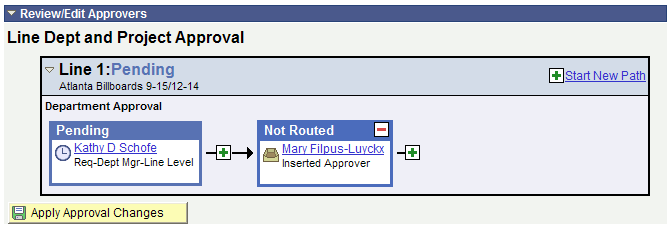 Review/Edit Approvers
Line Dept and Project Approval
Line 1:Pending
Atlanta Billboards 9-15/12-14
Start New Path
Department Approval
Pending
Kathy D Schofe
Req-Dept Mgr-Line Level
Not Routed
Mary Filpus-Luyckx
Inserted Approver
Apply Approval Changes